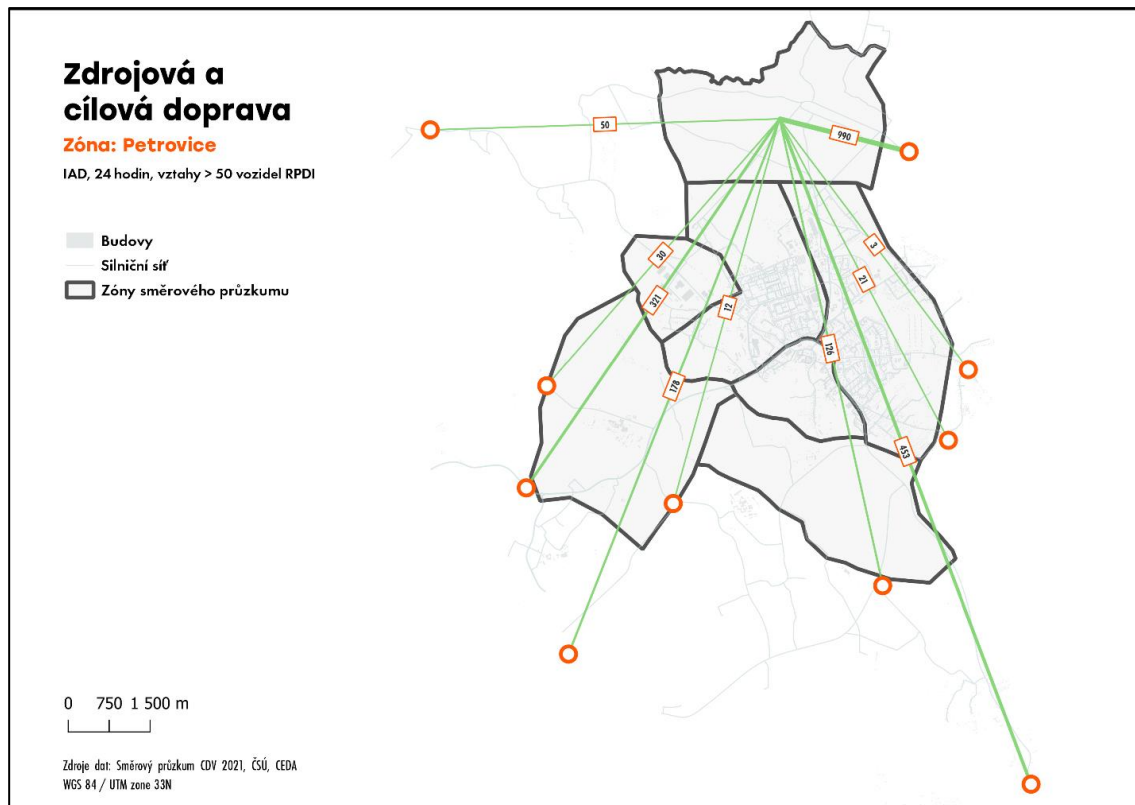 Zdrojová a
cílová doprava
Zóna: Petrovice
IAD, 24 hodin, vztahy > 50 vozidel RPDI
Budovy
Silniční síť
Zóny směrového průzkumu
50
990
30
3
21
321
12
126
178
453
0 750 1 500 m
Zdroje dat: Směrový průzkum CDV 2021, ČSÚ, CEDA
WGS 84 / UTM zone 33N